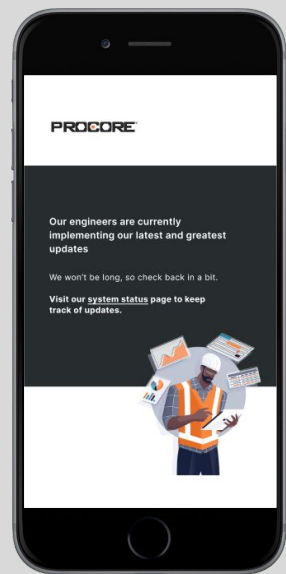 PROCORE
Our engineers are currently
implementing our latest and greatest
updates
We won't be long, so check back in a bit.
Visit our system status page to keep
track of updates.